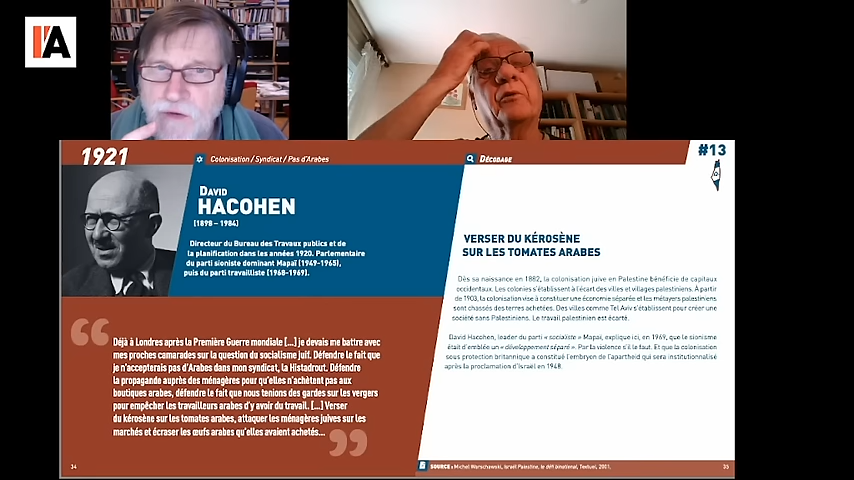 I'A
1921
Colonisation / Syndicat / Pas d'Arabes
DAVID
HACOHEN
(1898 – 1984)
Directeur du Bureau des Travaux publics et de
la planification dans les années 1920. Parlementaire
du parti sioniste dominant Mapaï (1949-1965),
puis du parti travailliste (1968-1969).
Déjà à Londres après la Première Guerre mondiale [...] je devais me battre avec
mes proches camarades sur la question du socialisme juif. Défendre le fait que
je n'accepterais pas d'Arabes dans mon syndicat, la Histadrout. Défendre
la propagande auprès des ménagères pour qu'elles n'achètent pas aux
boutiques arabes, défendre le fait que nous tenions des gardes sur les vergers
pour empêcher les travailleurs arabes d'y avoir du travail. [...] Verser
du kérosène sur les tomates arabes, attaquer les ménagères juives sur les
marchés et écraser les œufs arabes qu'elles avaient achetés...
34
DÉCODAGE
#13
VERSER DU KÉROSÈNE
SUR LES TOMATES ARABES
Dès sa naissance en 1882, la colonisation juive en Palestine bénéficie de capitaux
occidentaux. Les colonies s'établissent à l'écart des villes et villages palestiniens. À partir
de 1903, la colonisation vise à constituer une économie séparée et les métayers palestiniens
sont chassés des terres achetées. Des villes comme Tel Aviv s'établissent pour créer une
société sans Palestiniens. Le travail palestinien est écarté.
David Hacohen, leader du parti « socialiste » Mapaï, explique ici, en 1969, que le sionisme
était d'emblée un « développement séparé ». Par la violence s'il le faut. Et que la colonisation
sous protection britannique a constitué l'embryon de l'apartheid qui sera institutionnalisé
après la proclamation d'Israël en 1948.
SOURCE : Michel Warschawski, Israël Palestine, le défi binational, Textuel, 2001.
35